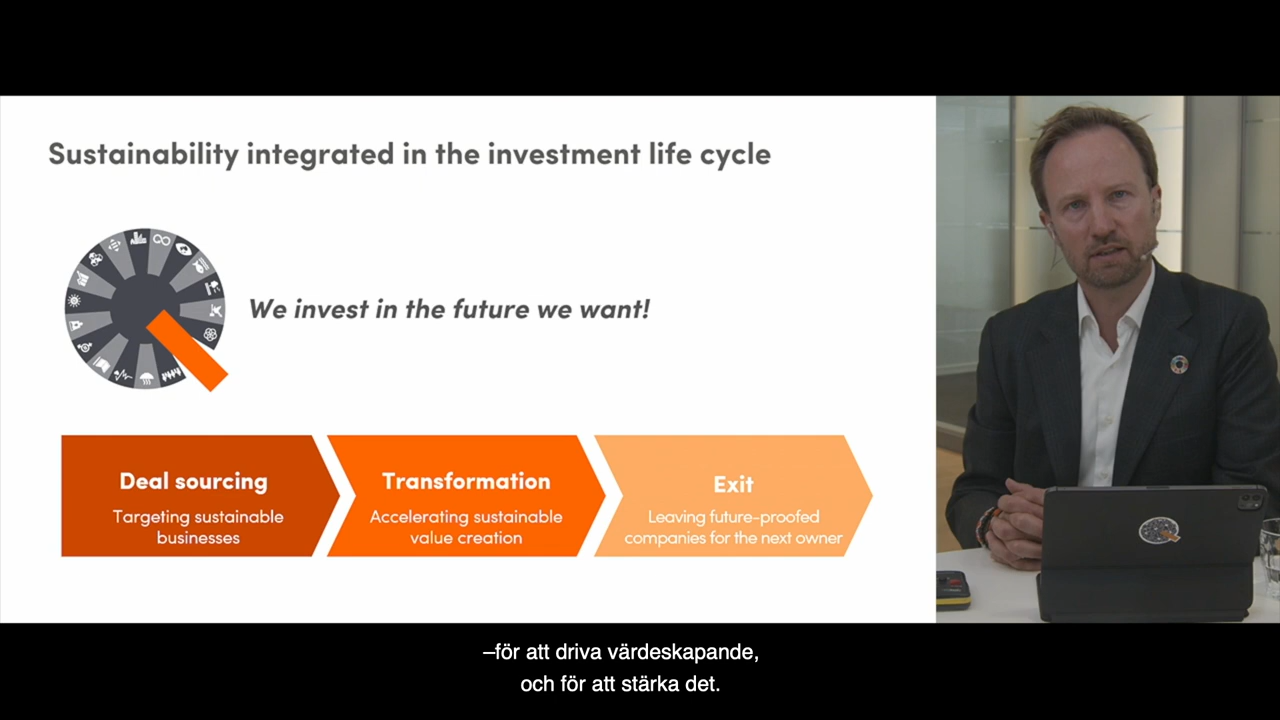 Sustainability integrated in the investment life cycle
We invest in the future we want!
Deal sourcing
Targeting sustainable
businesses
Transformation
Accelerating sustainable
value creation
Exit
Leaving future-proofed
companies for the next owner
–för att driva värdeskapande,
och för att stärka det.